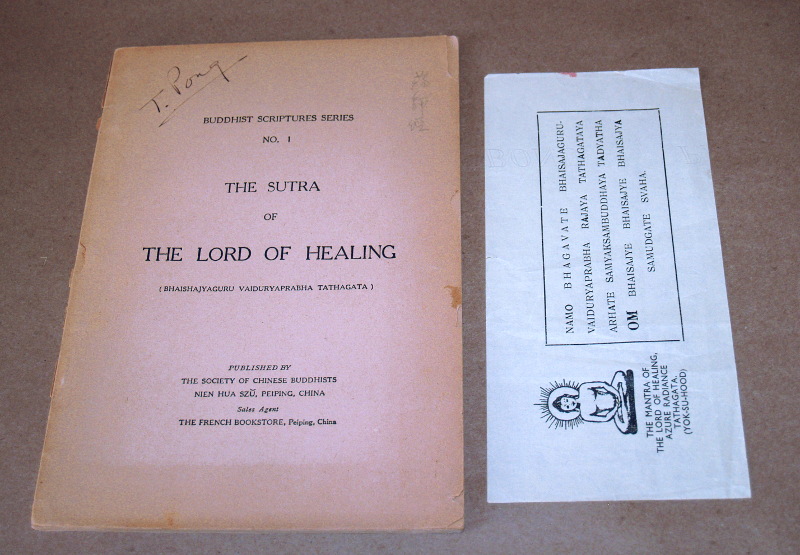 T. Pong
BUDDHIST SCRIPTURES SERIES
NO. 1
THE SUTRA
OF
THE LORD OF HEALING
( BHAISHAJYAGURU VAIDURYAPRABHA TATHAGATA )
PUBLISHED BY
THE SOCIETY OF CHINESE BUDDHISTS
NIEN HUA SZŬ, PEIPING, CHINA
Sales Agent
THE FRENCH BOOKSTORE, Peiping, China
NAMO BHAGAVATE BHAISAJAGURU-
VAIDURYAPRABHA RAJAYA TATHAGATAYA
ARHATE SAMYAKSAMBUDDHAYA TADYATHA
OM BHAISAJYE BHAISAJYE BHAISAJYA
SAMUDGATE SVAHA.
THE MANTRA OF
THE LORD OF HEALING,
AZURE RADIANCE
TATHAGATA.
(YOK-SU-HOOD)